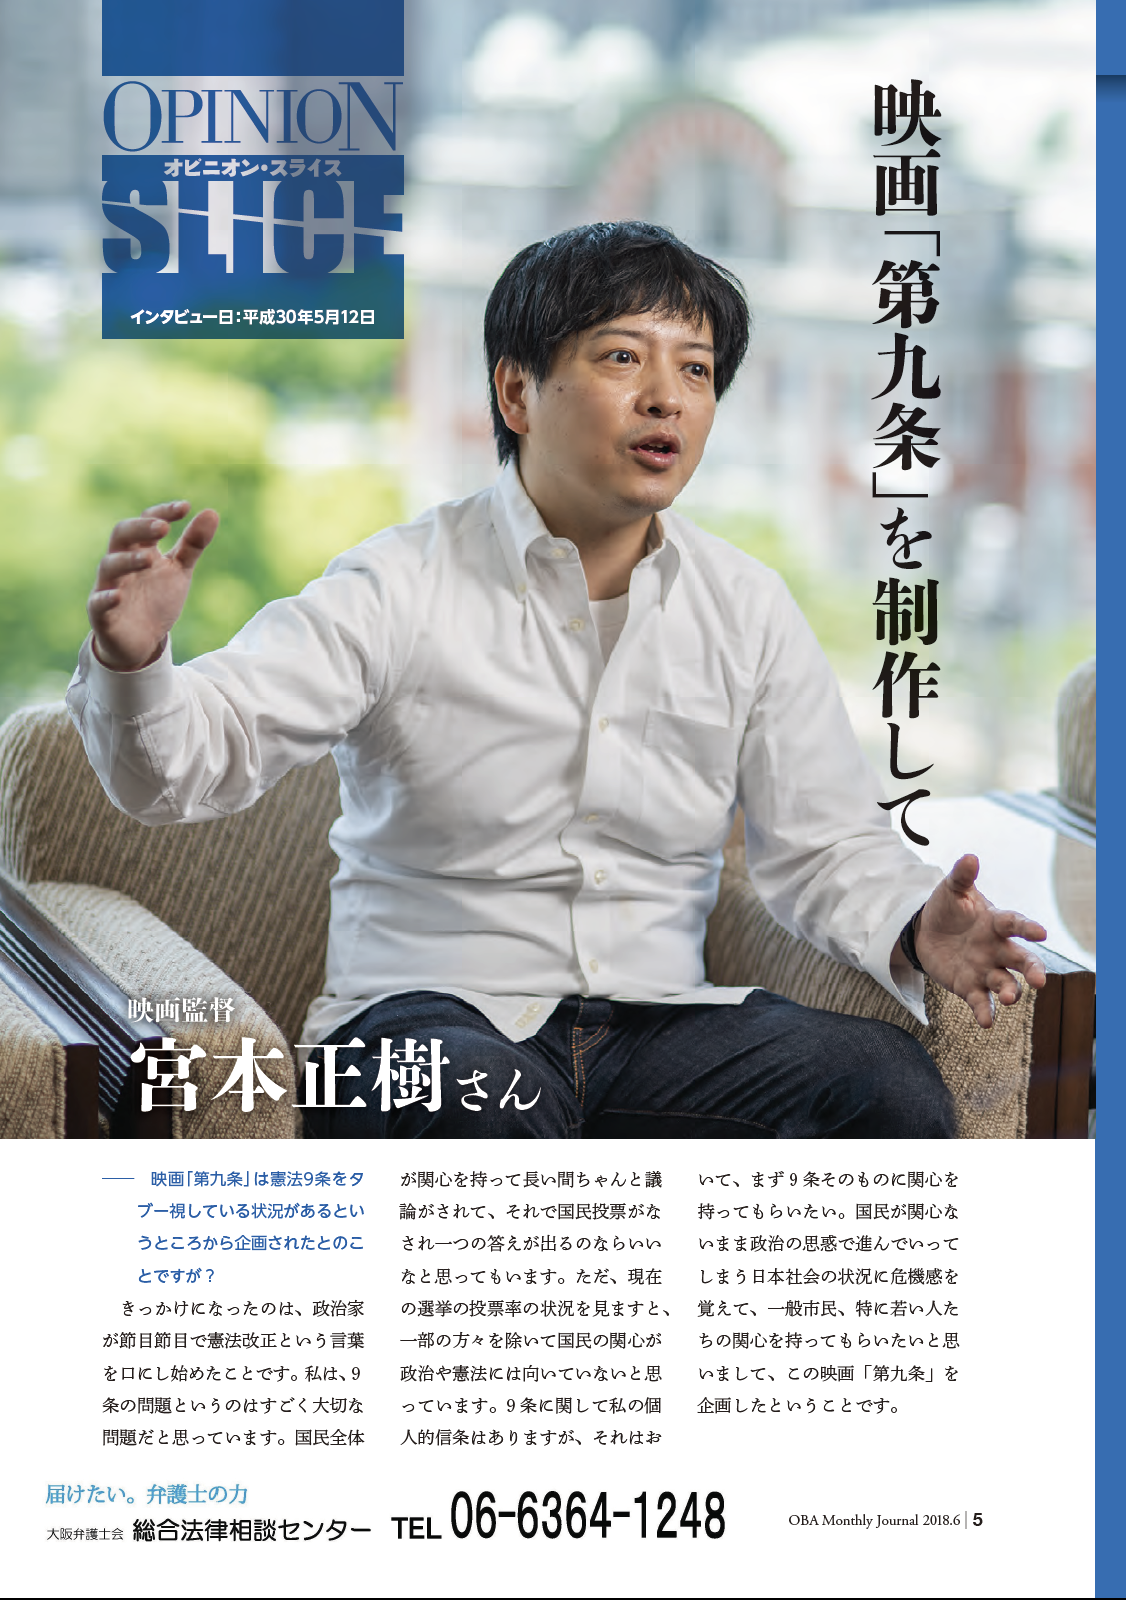 OPINION
オピニオン・スライス
SLICE
インタビュー日：平成30年5月12日
映画「第九条」を制作して
映画監督
宮本正樹さん
――　映画「第九条」は憲法9条をタ
ブー視している状況があるとい
うところから企画されたとのこ
とですが？
きっかけになったのは、政治家
が節目節目で憲法改正という言葉
を口にし始めたことです。私は、9
条の問題というのはすごく大切な
問題だと思っています。国民全体
が関心を持って長い間ちゃんと議
論がされて、それで国民投票がな
され一つの答えが出るのならいい
なと思ってもいます。ただ、現在
の選挙の投票率の状況を見ますと、
一部の方々を除いて国民の関心が
政治や憲法には向いていないと思
っています。9条に関して私の個
人的信条はありますが、それはお
いて、まず9条そのものに関心を
持ってもらいたい。国民が関心な
いまま政治の思惑で進んでいって
しまう日本社会の状況に危機感を
覚えて、一般市民、特に若い人た
ちの関心を持ってもらいたいと思
いまして、この映画「第九条」を
企画したということです。
届けたい。弁護士の力
大阪弁護士会 総合法律相談センター TEL 06-6364-1248
OBA Monthly Journal 2018.6 | 5